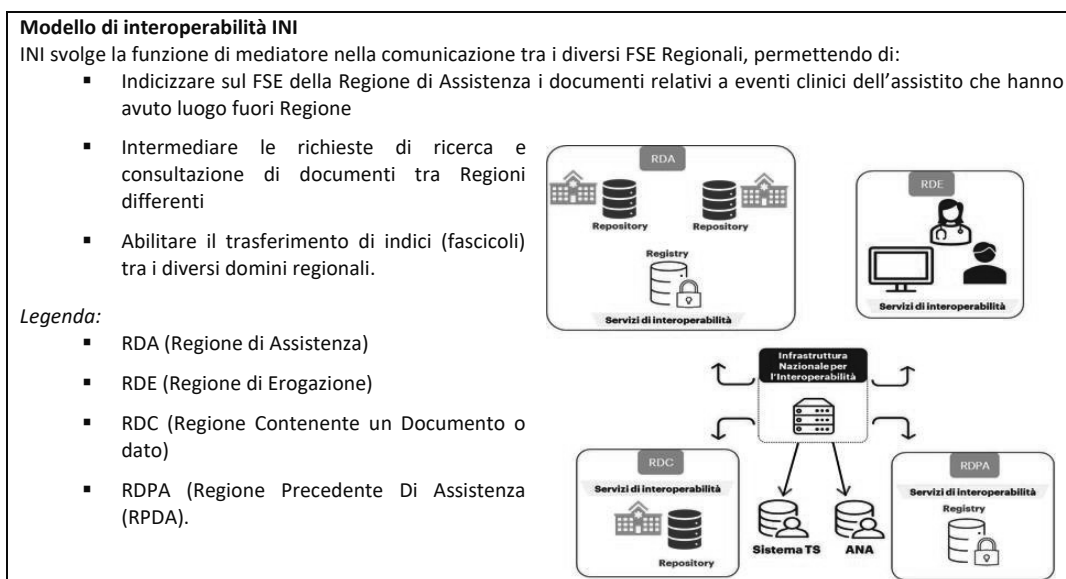 Modello di interoperabilità INI
INI svolge la funzione di mediatore nella comunicazione tra i diversi FSE Regionali, permettendo di:
▪ Indicizzare sul FSE della Regione di Assistenza i documenti relativi a eventi clinici dell’assistito che hanno
avuto luogo fuori Regione
▪ Intermediare le richieste di ricerca e
consultazione di documenti tra Regioni
differenti
▪ Abilitare il trasferimento di indici (fascicoli)
tra i diversi domini regionali.
Legenda:
▪ RDA (Regione di Assistenza)
▪ RDE (Regione di Erogazione)
▪ RDC (Regione Contenente un Documento o
dato)
▪ RDPA (Regione Precedente Di Assistenza
(RPDA).
RDA
Repository
Repository
Registry
Servizi di interoperabilità
RDE
Servizi di interoperabilità
Infrastruttura
Nazionale per
l'Interoperabilità
RDC
Servizi di interoperabilità
Repository
Sistema TS
ANA
RDPA
Servizi di interoperabilità
Registry